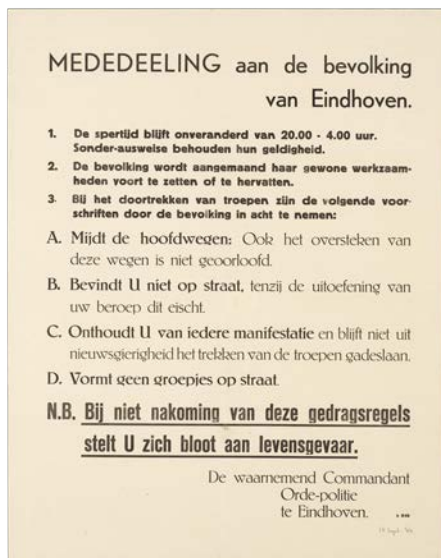 MEDEDEELING aan de bevolking
van Eindhoven.
1. De spertijd blijft onveranderd van 20.00 - 4.00 uur.
Sonder-ausweise behouden hun geldigheid.
2. De bevolking wordt aangemaand haar gewone werkzaam-
heden voort te zetten of te hervatten.
3. Bij het doortrekken van troepen zijn de volgende voor-
schriften door de bevolking in acht te nemen:
A. Mijdt de hoofdwegen: Ook het oversteken van
deze wegen is niet geoorloofd.
B. Bevindt U niet op straat, tenzij de uitoefening van
uw beroep dit eischt.
C. Onthoudt U van iedere manifestatie en blijft niet uit
nieuwsgierigheid het trekken van de troepen gadeslaan.
D. Vormt geen groepjes op straat.
N.B. Bij niet nakoming van deze gedragsregels
stelt U zich bloot aan levensgevaar.
De waarnemend Commandant
Orde-politie
te Eindhoven.